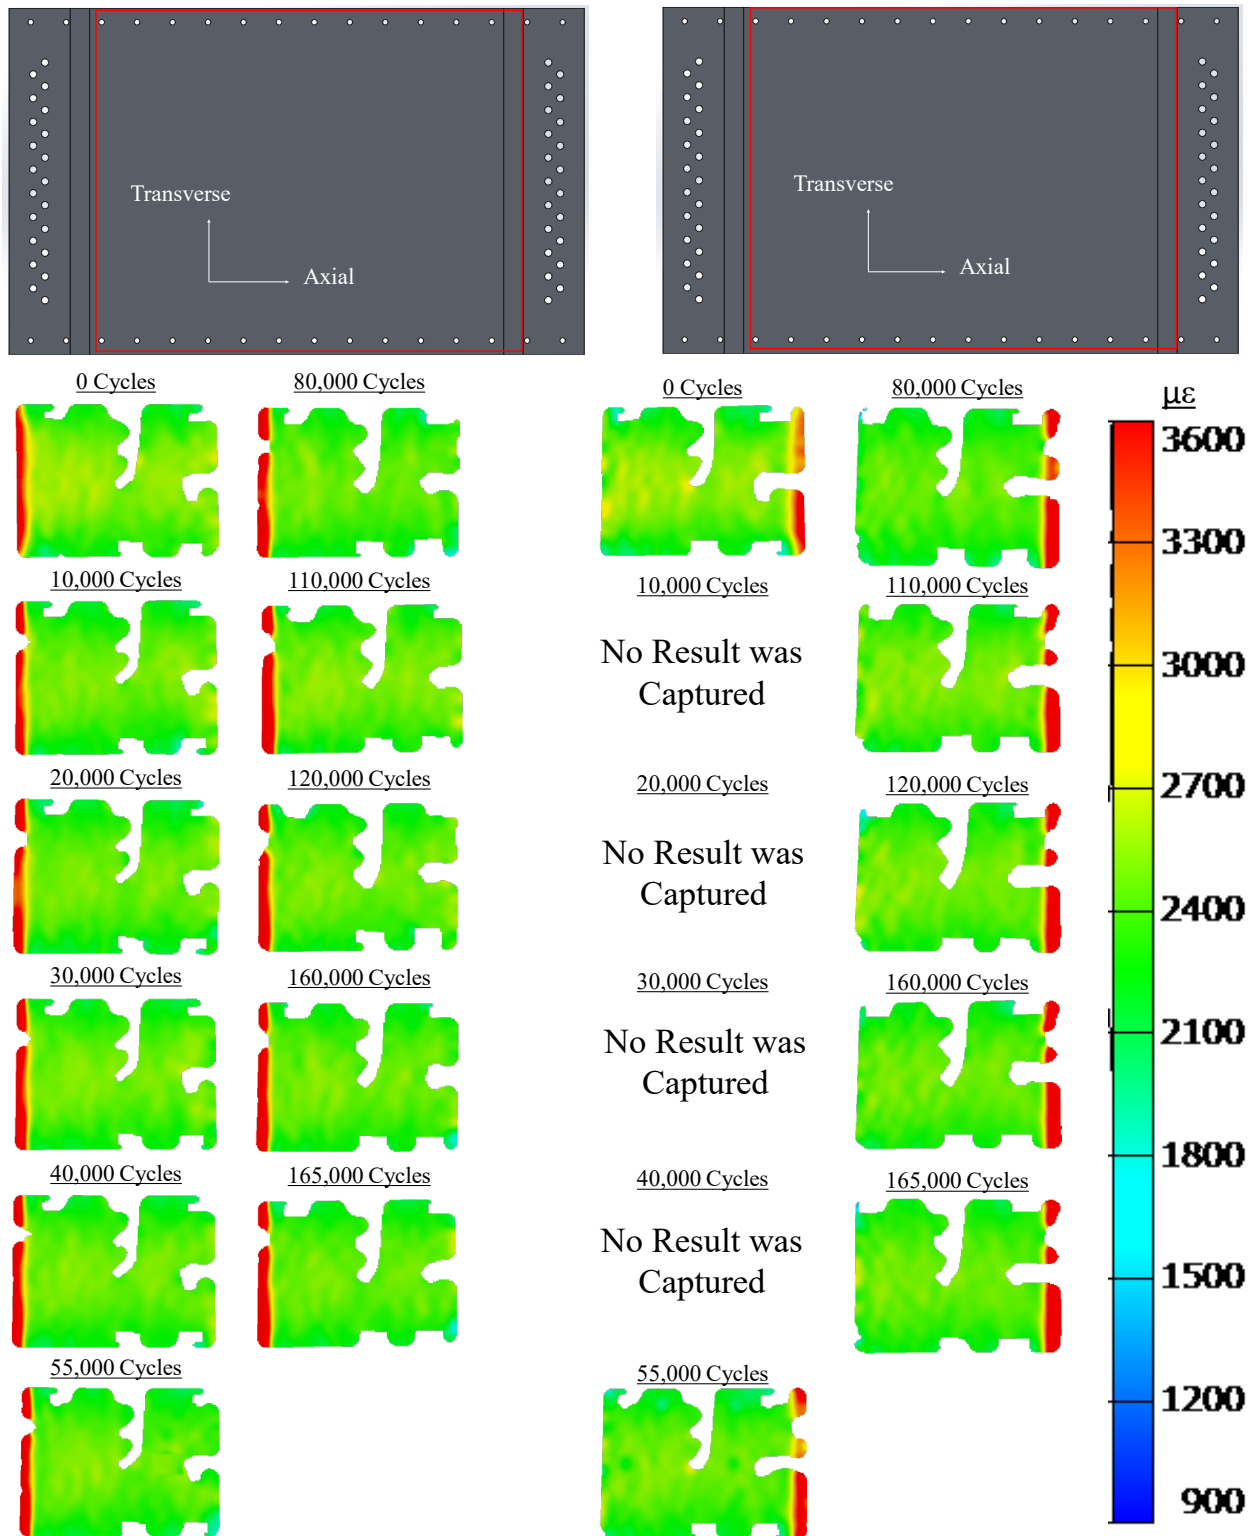 Transverse
Axial
Transverse
Axial
0 Cycles
80,000 Cycles
0 Cycles
80,000 Cycles
με
3600
3300
3000
2700
2400
2100
1800
1500
1200
900
10,000 Cycles
110,000 Cycles
10,000 Cycles
No Result was
Captured
110,000 Cycles
20,000 Cycles
120,000 Cycles
20,000 Cycles
No Result was
Captured
120,000 Cycles
30,000 Cycles
160,000 Cycles
30,000 Cycles
No Result was
Captured
160,000 Cycles
40,000 Cycles
165,000 Cycles
40,000 Cycles
No Result was
Captured
165,000 Cycles
55,000 Cycles
55,000 Cycles